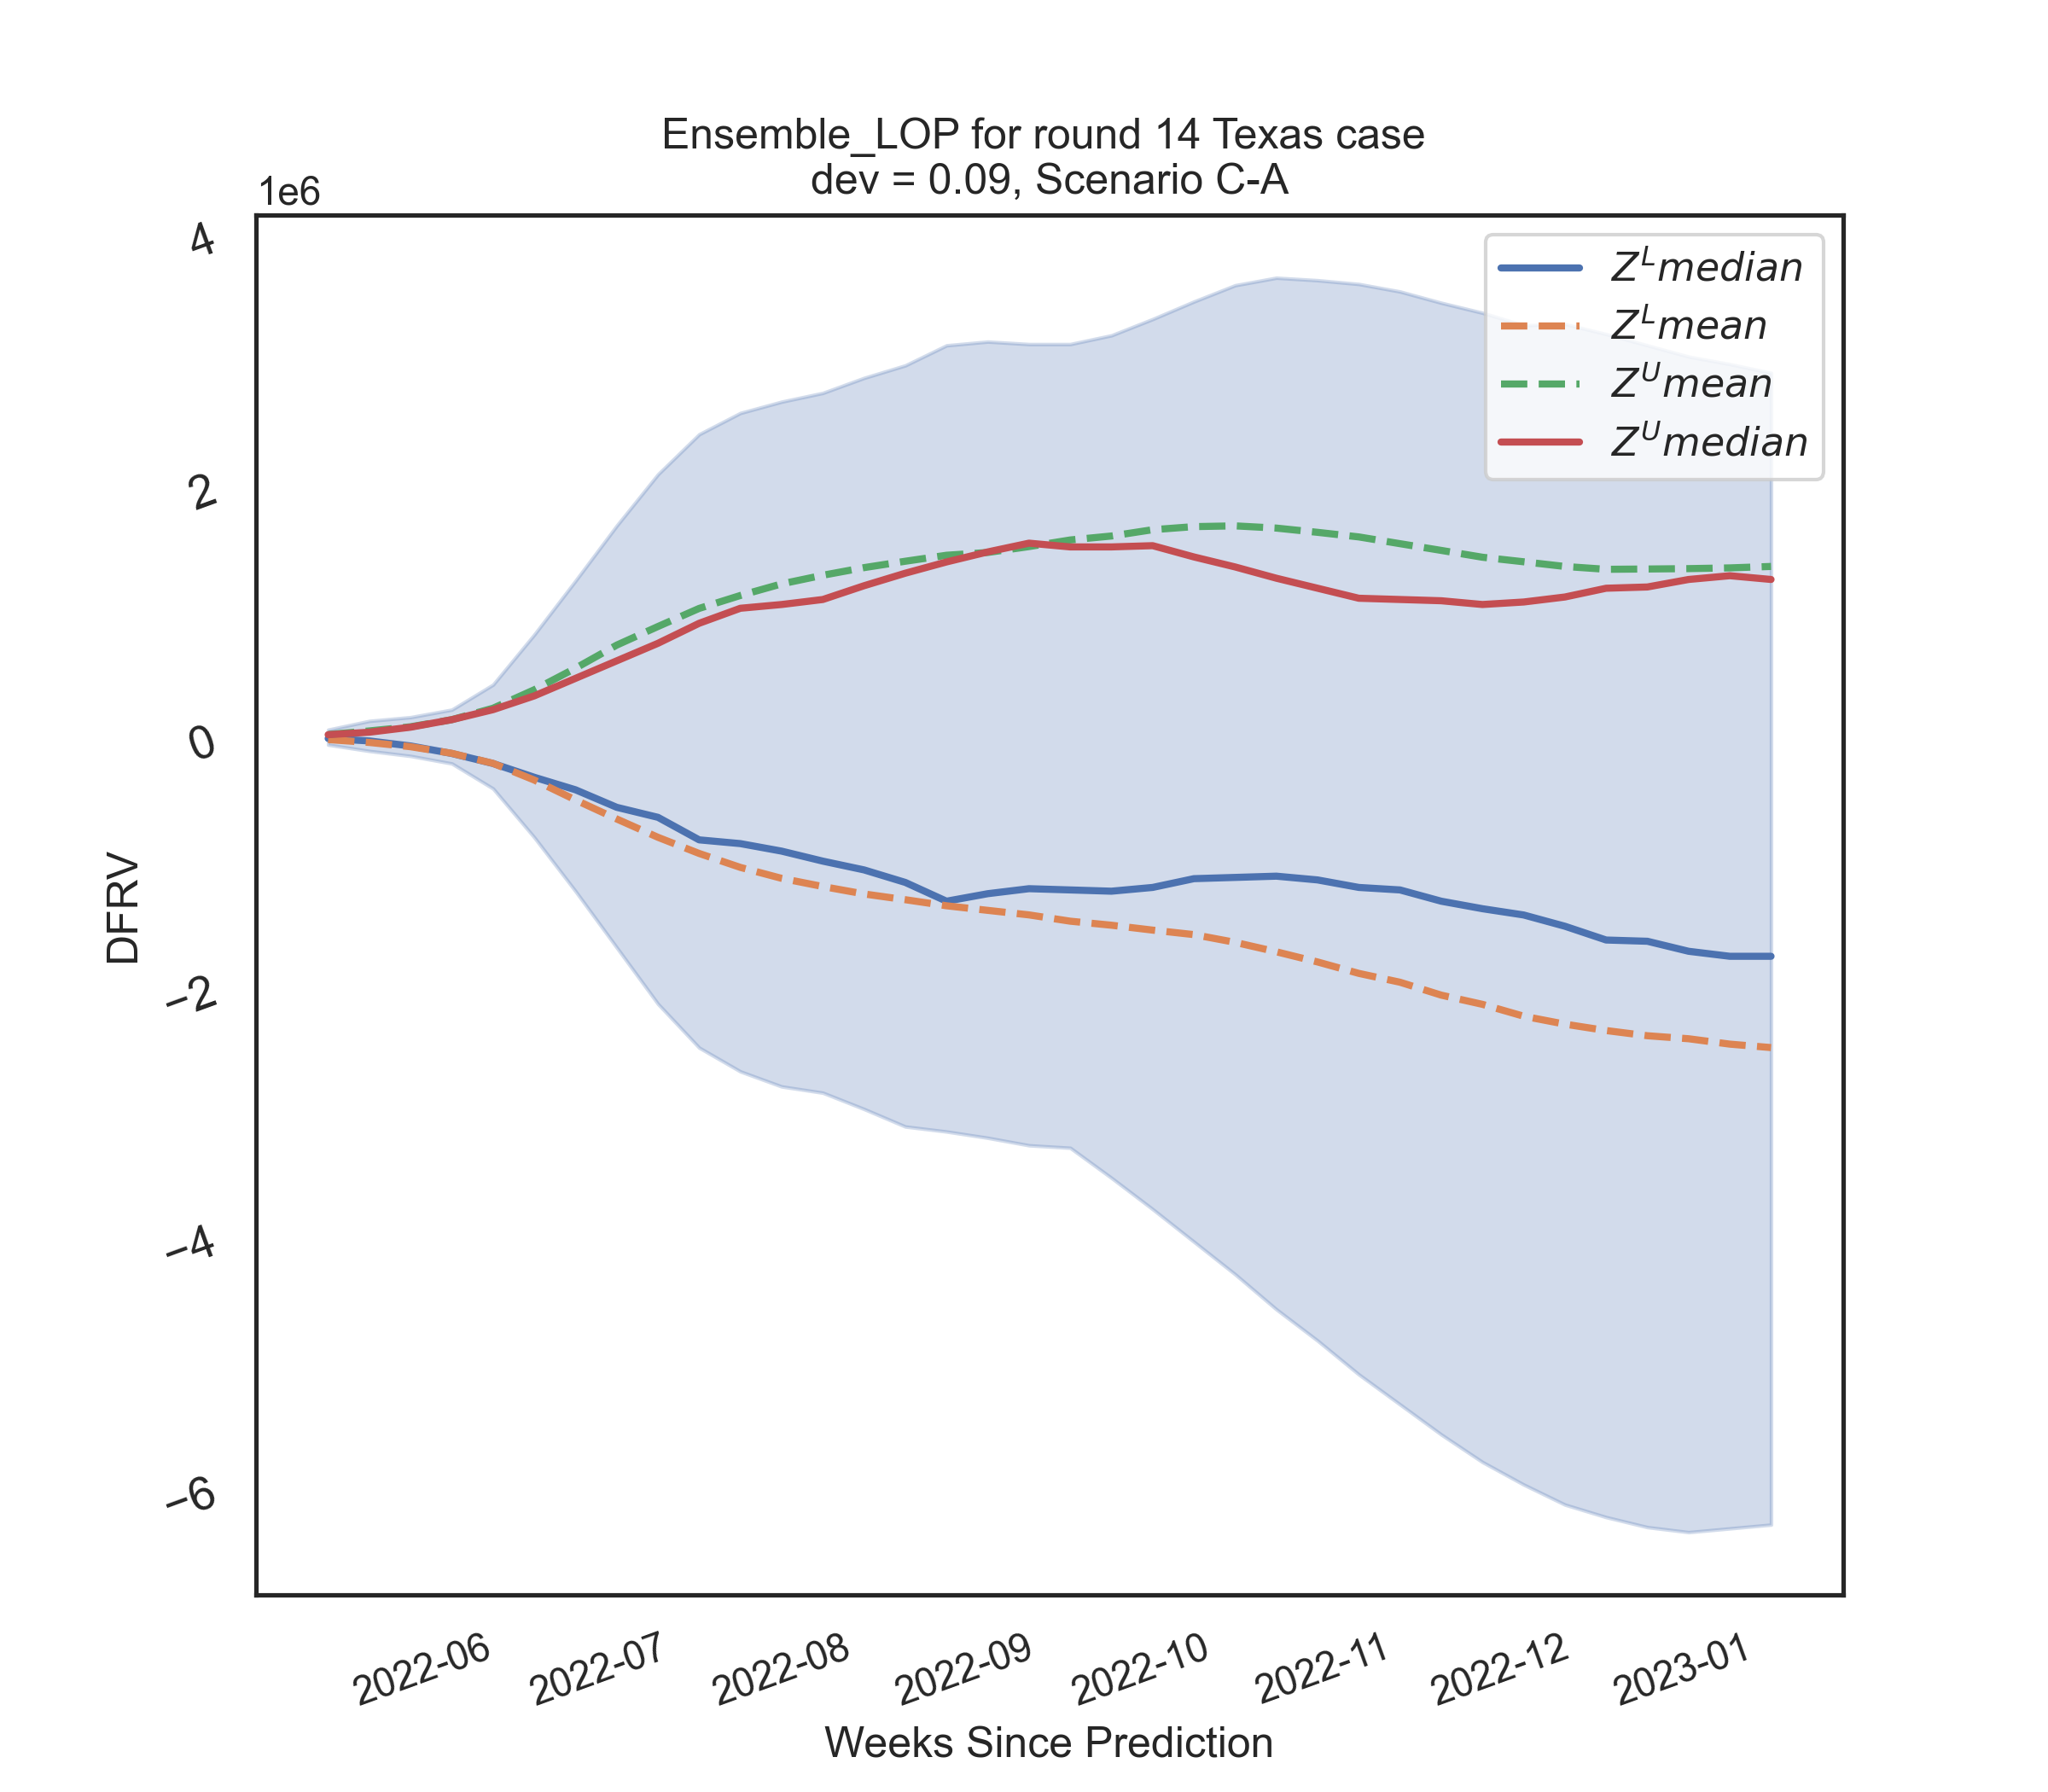 Ensemble_LOP for round 14 Texas case
dev = 0.09, Scenario C-A
1e6
4
2
0
−2
−4
−6
DFRV
Z^L median
Z^L mean
Z^U mean
Z^U median
2022-06
2022-07
2022-08
2022-09
2022-10
2022-11
2022-12
2023-01
Weeks Since Prediction